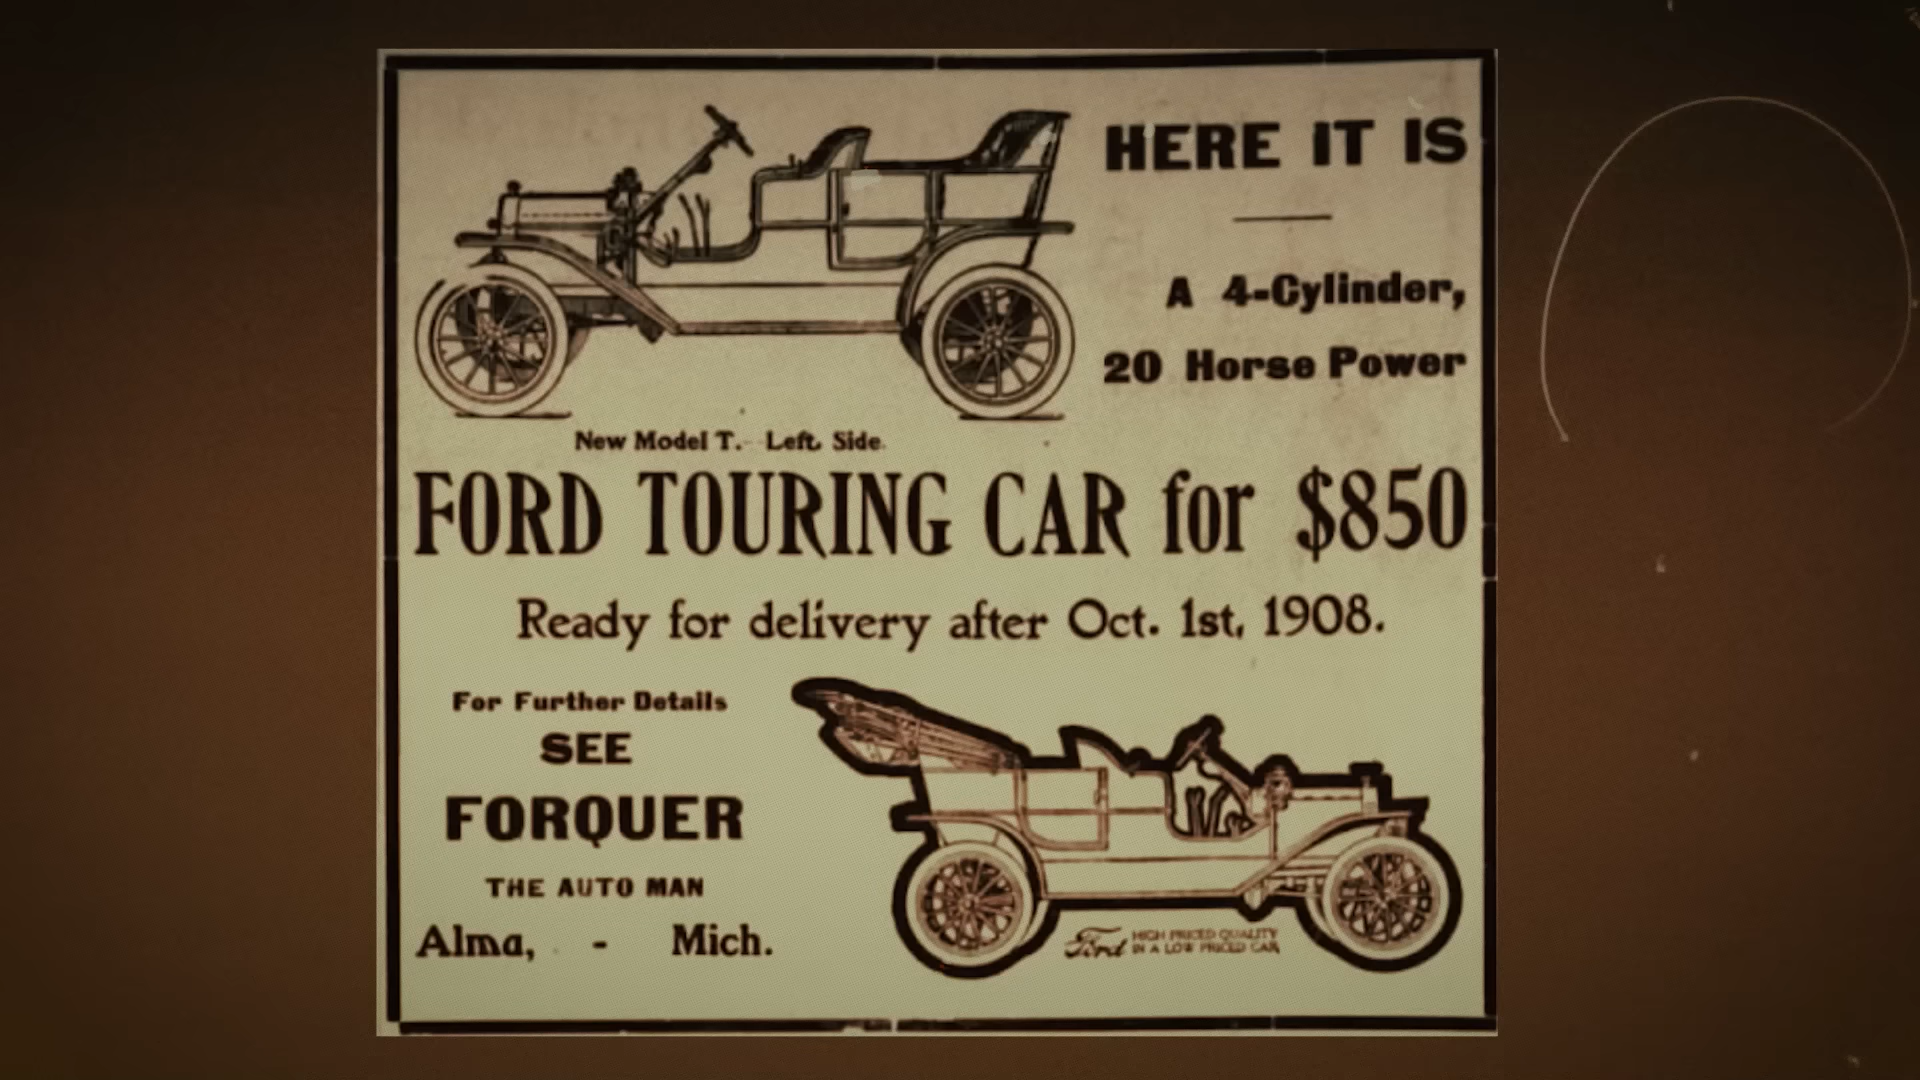 HERE IT IS
A 4-Cylinder,
20 Horse Power
New Model T. Left Side.
FORD TOURING CAR for $850
Ready for delivery after Oct. 1st, 1908.
For Further Details
SEE
FORQUER
THE AUTO MAN
Alma, - Mich.
Ford HIGH PRICED QUALITY
IN A LOW PRICED CAR